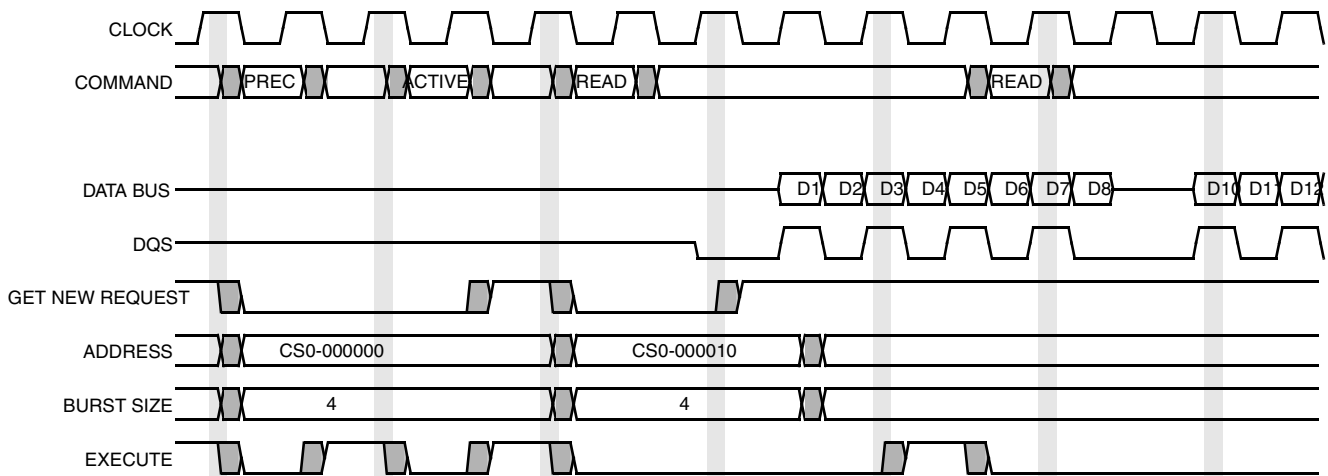 CLOCK
COMMAND PREC ACTIVE READ READ
DATA BUS D1 D2 D3 D4 D5 D6 D7 D8 D10 D11 D12
DQS
GET NEW REQUEST
ADDRESS CS0-000000 CS0-000010
BURST SIZE 4 4
EXECUTE